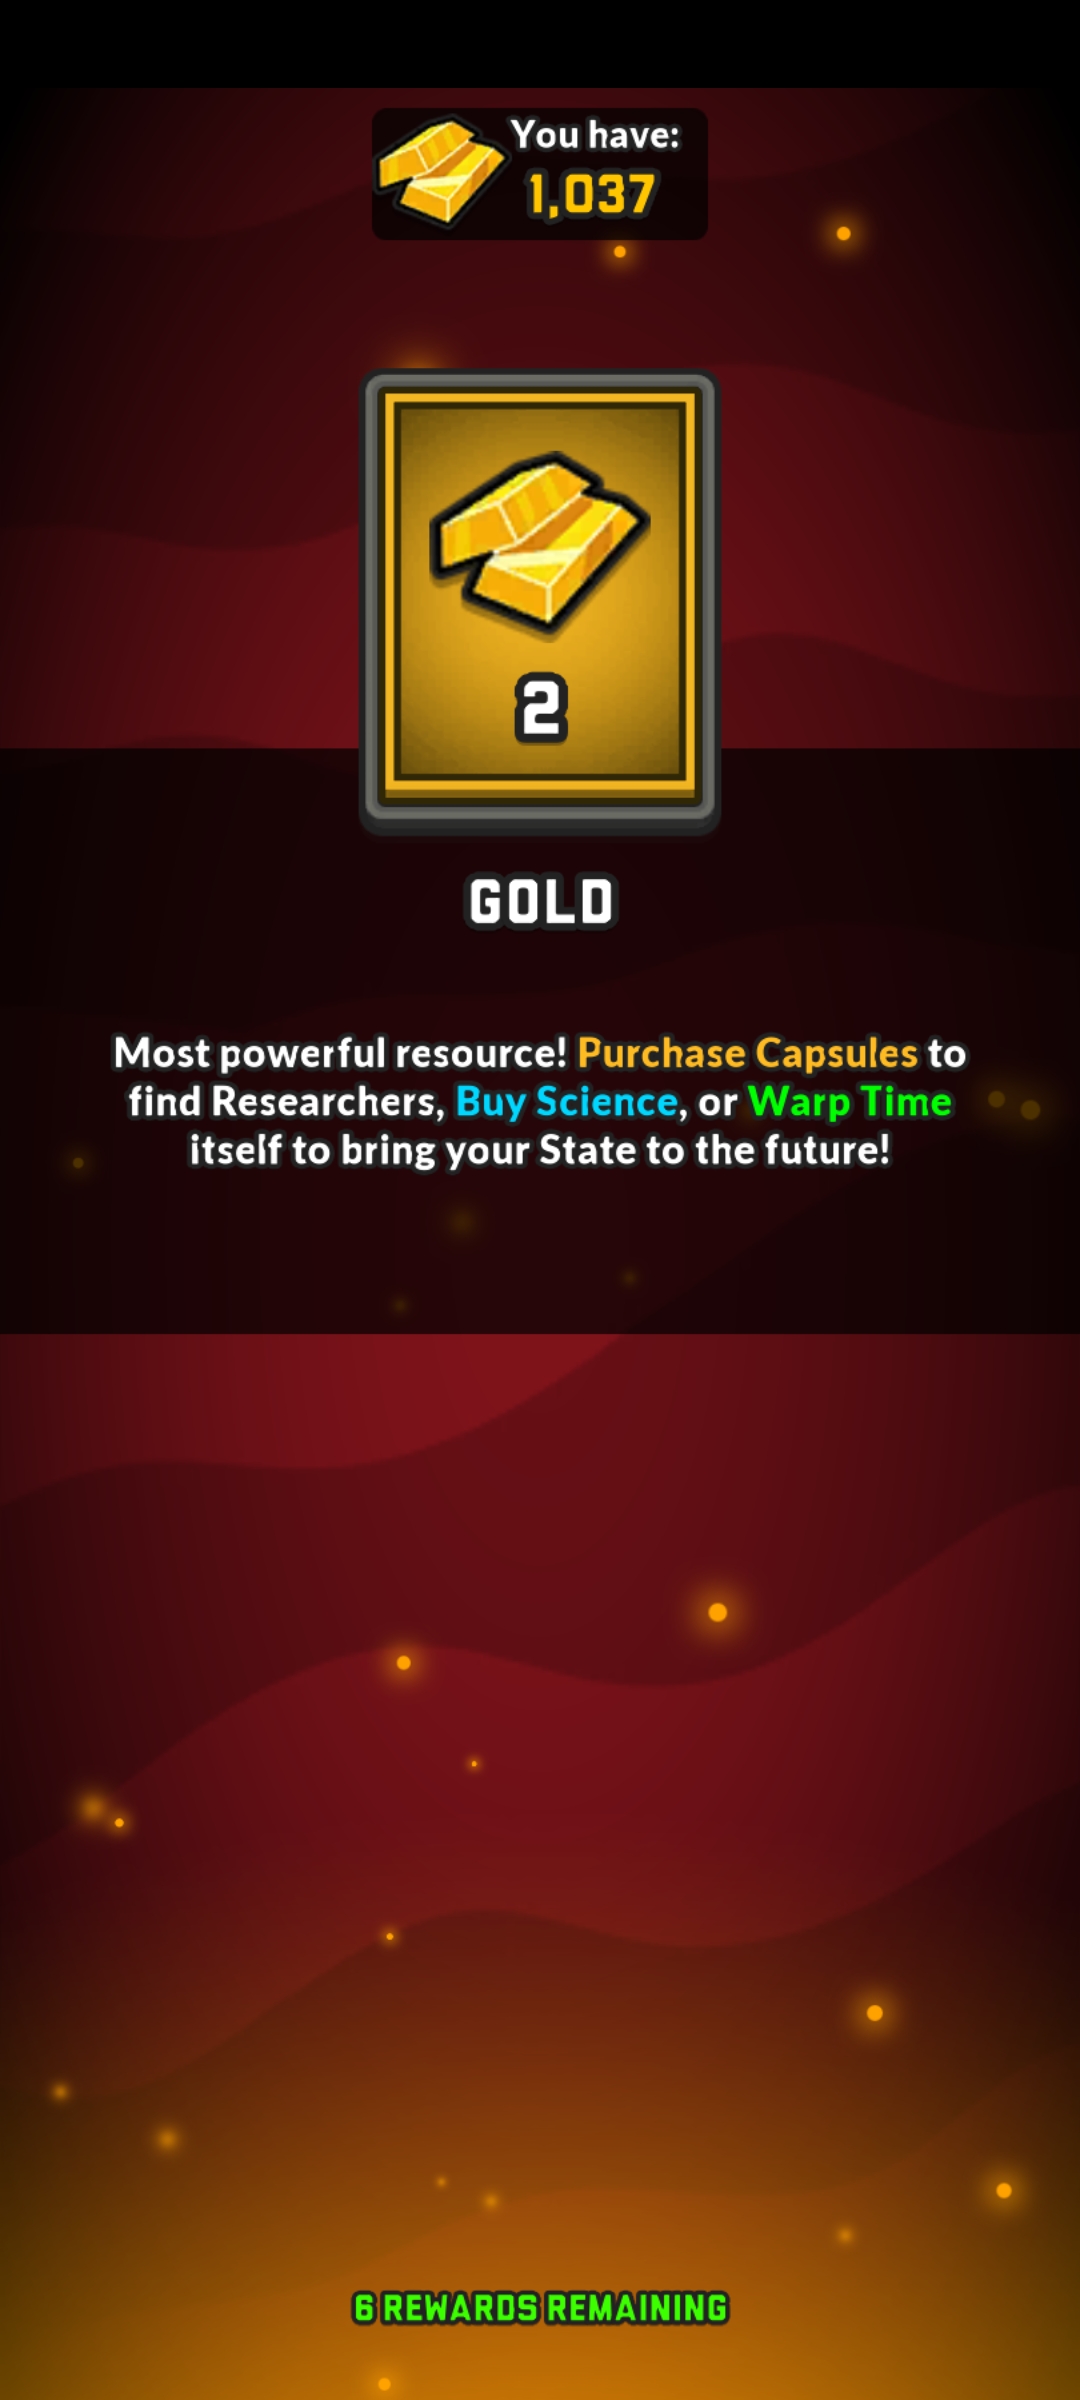 You have:
1,037
2
GOLD
Most powerful resource! Purchase Capsules to
find Researchers, Buy Science, or Warp Time
itself to bring your State to the future!
6 REWARDS REMAINING